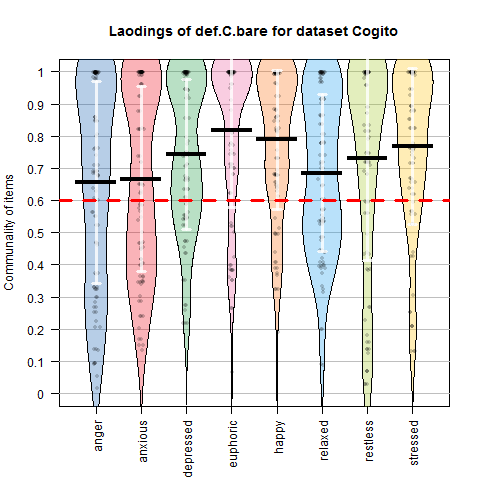 Laodings of def.C.bare for dataset Cogito
Communality of items
1
0.9
0.8
0.7
0.6
0.5
0.4
0.3
0.2
0.1
0
anger
anxious
depressed
euphoric
happy
relaxed
restless
stressed